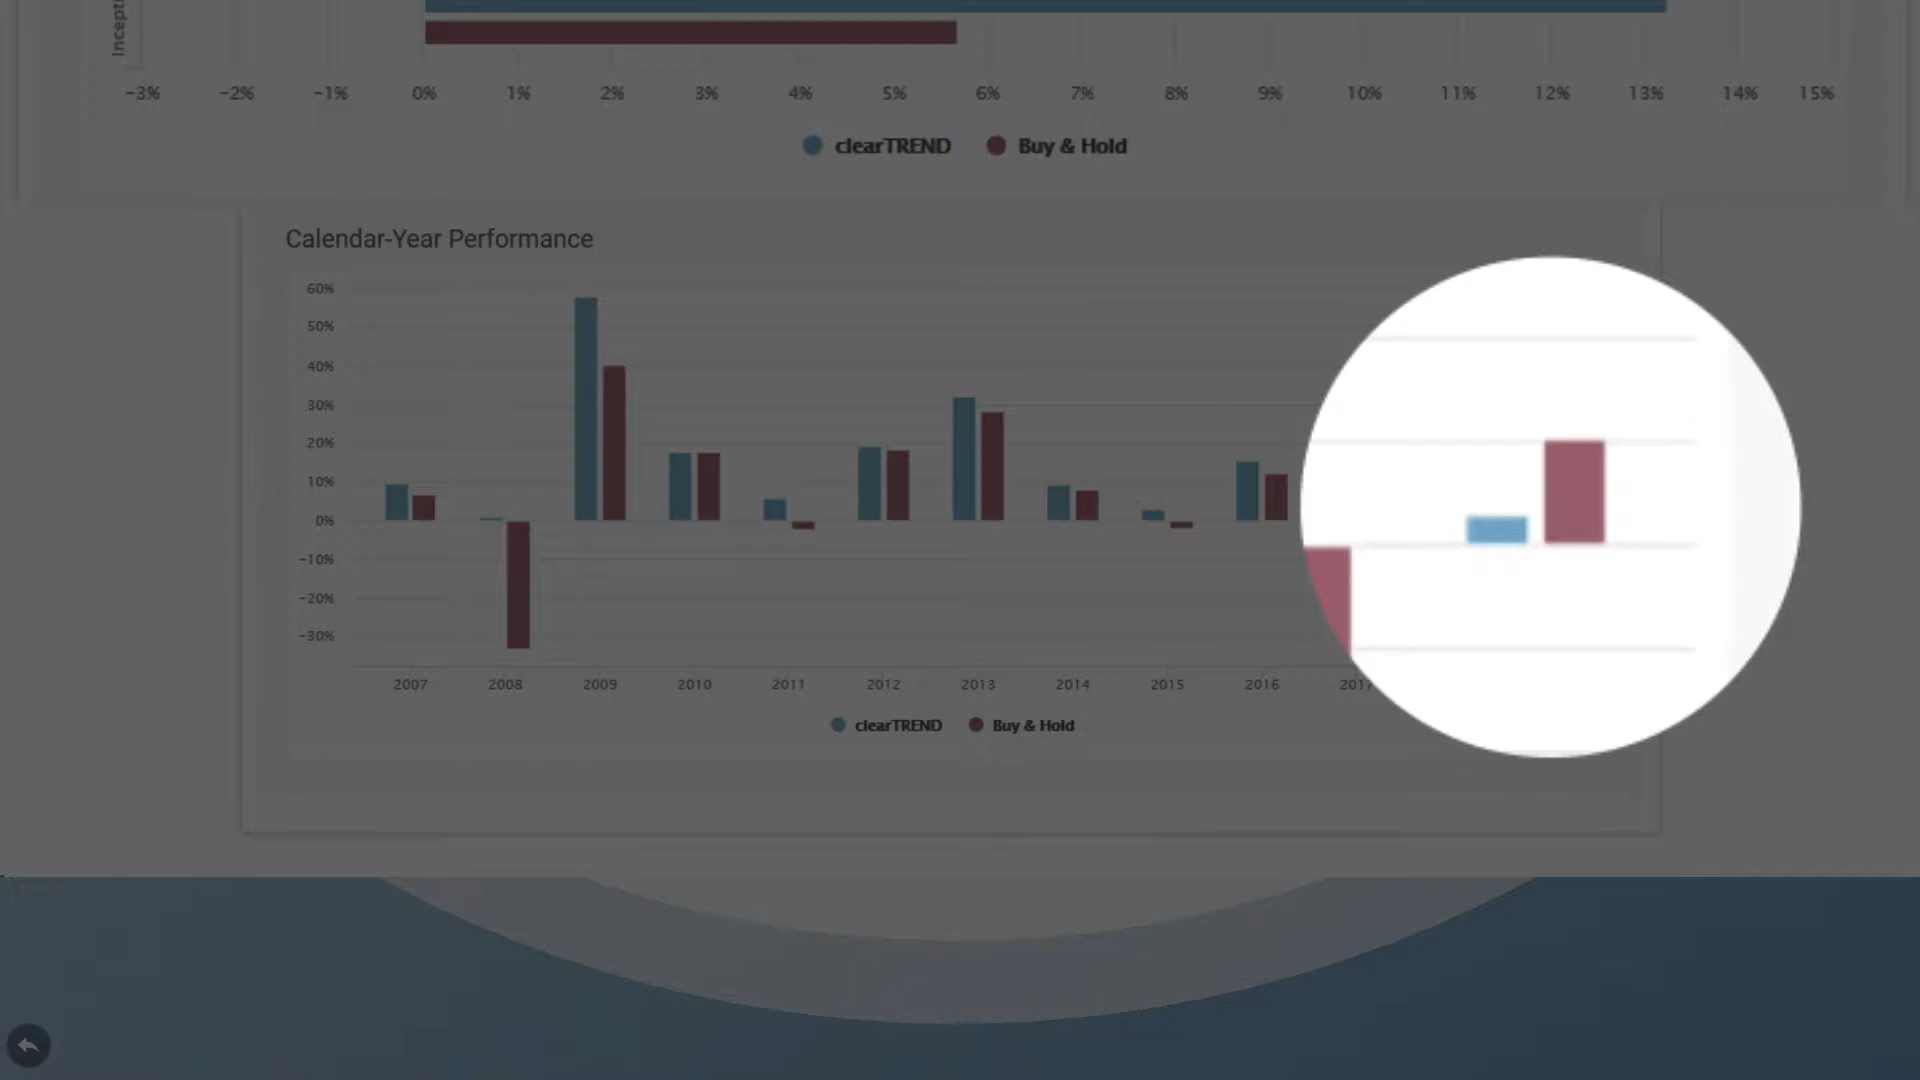 Incepti
−3% −2% −1% 0% 1% 2% 3% 4% 5% 6% 7% 8% 9% 10% 11% 12% 13% 14% 15%
clearTREND Buy & Hold
Calendar-Year Performance
60%
50%
40%
30%
20%
10%
0%
−10%
−20%
−30%
2007 2008 2009 2010 2011 2012 2013 2014 2015 2016 2017
clearTREND Buy & Hold